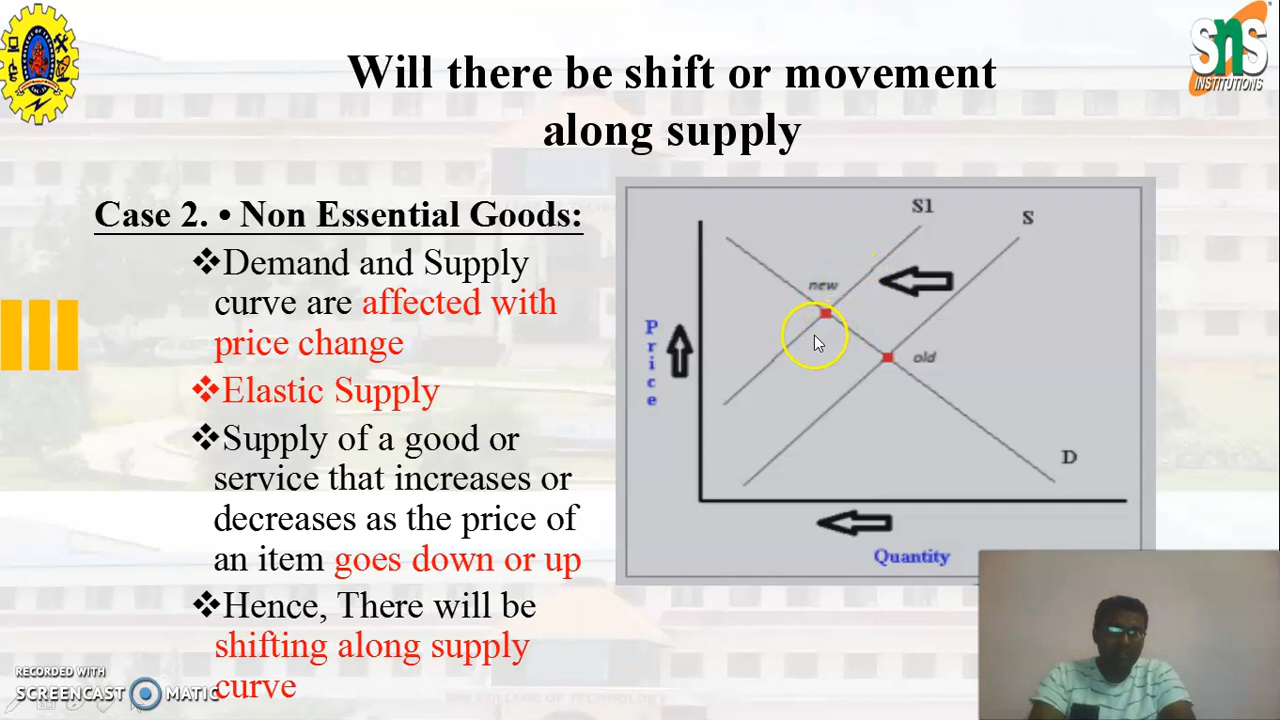 Will there be shift or movement
along supply
SNS
INSTITUTIONS
Case 2. • Non Essential Goods:
❖Demand and Supply
curve are affected with
price change
❖Elastic Supply
❖Supply of a good or
service that increases or
decreases as the price of
an item goes down or up
❖Hence, There will be
shifting along supply
curve
S1
S
new
old
D
Price
Quantity
RECORDED WITH
SCREENCAST MATIC